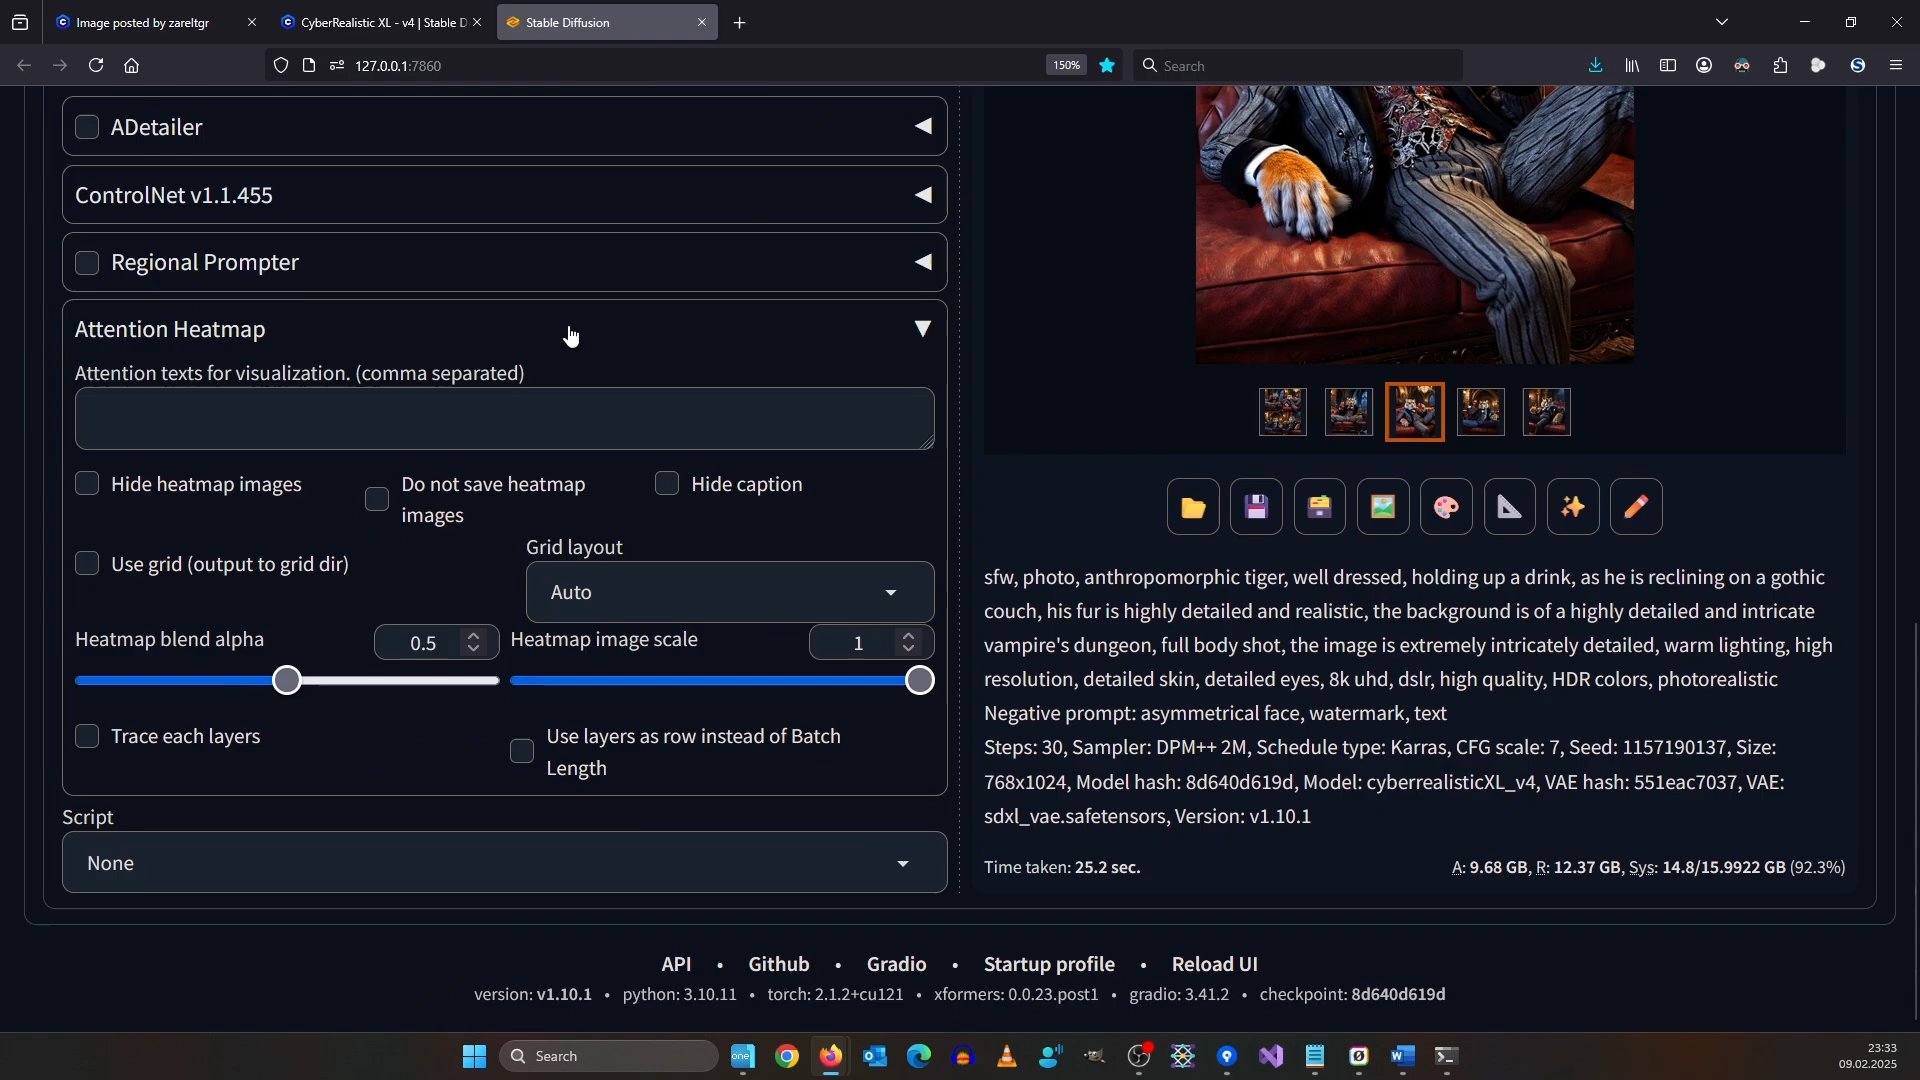 Image posted by zareltgr
CyberRealistic XL - v4 | Stable D
Stable Diffusion
127.0.0.1:7860
150%
Search
ADetailer
ControlNet v1.1.455
Regional Prompter
Attention Heatmap
Attention texts for visualization. (comma separated)
Hide heatmap images
Do not save heatmap
images
Hide caption
Use grid (output to grid dir)
Grid layout
Auto
Heatmap blend alpha
0.5
Heatmap image scale
1
Trace each layers
Use layers as row instead of Batch
Length
Script
None
sfw, photo, anthropomorphic tiger, well dressed, holding up a drink, as he is reclining on a gothic
couch, his fur is highly detailed and realistic, the background is of a highly detailed and intricate
vampire's dungeon, full body shot, the image is extremely intricately detailed, warm lighting, high
resolution, detailed skin, detailed eyes, 8k uhd, dslr, high quality, HDR colors, photorealistic
Negative prompt: asymmetrical face, watermark, text
Steps: 30, Sampler: DPM++ 2M, Schedule type: Karras, CFG scale: 7, Seed: 1157190137, Size:
768x1024, Model hash: 8d640d619d, Model: cyberrealisticXL_v4, VAE hash: 551eac7037, VAE:
sdxl_vae.safetensors, Version: v1.10.1
Time taken: 25.2 sec.
A: 9.68 GB, R: 12.37 GB, Sys: 14.8/15.9922 GB (92.3%)
API • Github • Gradio • Startup profile • Reload UI
version: v1.10.1 • python: 3.10.11 • torch: 2.1.2+cu121 • xformers: 0.0.23.post1 • gradio: 3.41.2 • checkpoint: 8d640d619d
Search
one
23:33
09.02.2025